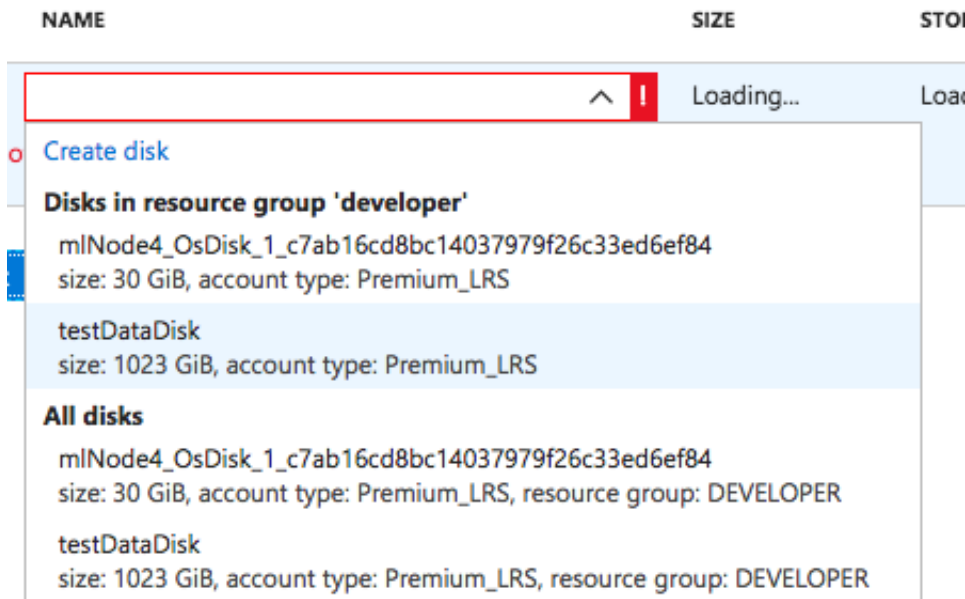 NAME SIZE
! Loading...
Create disk
Disks in resource group 'developer'
mlNode4_OsDisk_1_c7ab16cd8bc14037979f26c33ed6ef84
size: 30 GiB, account type: Premium_LRS
testDataDisk
size: 1023 GiB, account type: Premium_LRS
All disks
mlNode4_OsDisk_1_c7ab16cd8bc14037979f26c33ed6ef84
size: 30 GiB, account type: Premium_LRS, resource group: DEVELOPER
testDataDisk
size: 1023 GiB, account type: Premium_LRS, resource group: DEVELOPER